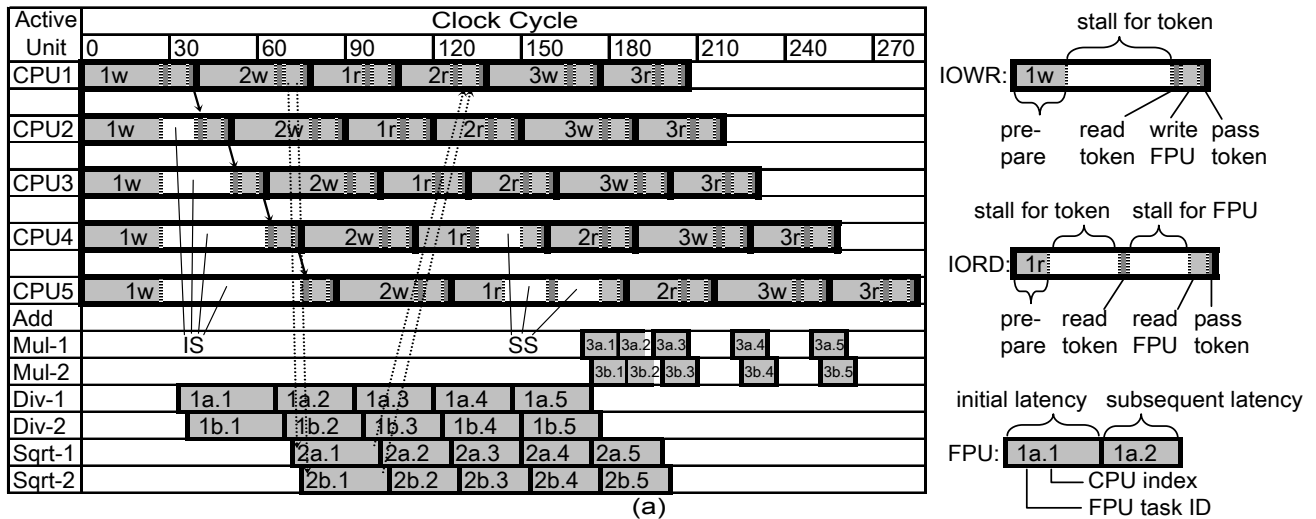 Active Unit
Clock Cycle
0 30 60 90 120 150 180 210 240 270
CPU1 1w 2w 1r 2r 3w 3r
CPU2 1w 2w 1r 2r 3w 3r
CPU3 1w 2w 1r 2r 3w 3r
CPU4 1w 2w 1r 2r 3w 3r
CPU5 1w 2w 1r 2r 3w 3r
Add
IS SS
Mul-1 3a.1 3a.2 3a.3 3a.4 3a.5
Mul-2 3b.1 3b.2 3b.3 3b.4 3b.5
Div-1 1a.1 1a.2 1a.3 1a.4 1a.5
Div-2 1b.1 1b.2 1b.3 1b.4 1b.5
Sqrt-1 2a.1 2a.2 2a.3 2a.4 2a.5
Sqrt-2 2b.1 2b.2 2b.3 2b.4 2b.5
(a)
stall for token
IOWR: 1w
pre- read write pass
pare token FPU token
stall for token stall for FPU
IORD: 1r
pre- read read pass
pare token FPU token
initial latency subsequent latency
FPU: 1a.1 1a.2
CPU index
FPU task ID